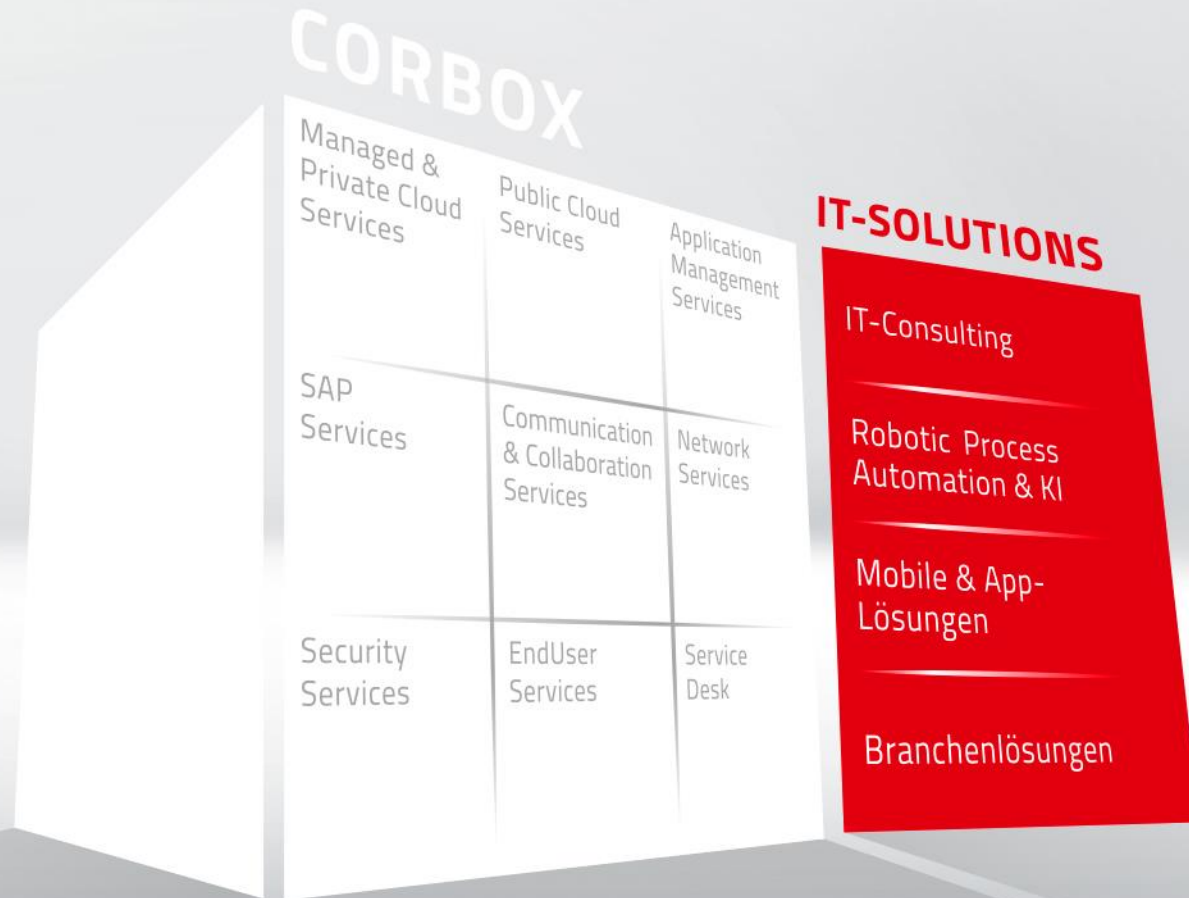 CORBOX
Managed &
Private Cloud
Services
Public Cloud
Services
Application
Management
Services
SAP
Services
Communication
& Collaboration
Services
Network
Services
Security
Services
EndUser
Services
Service
Desk
IT-SOLUTIONS
IT-Consulting
Robotic Process
Automation & KI
Mobile & App-
Lösungen
Branchenlösungen